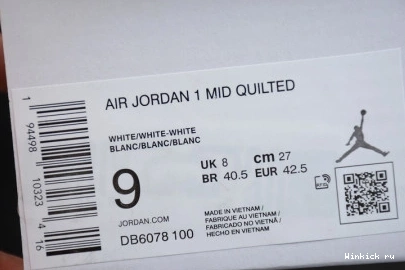 AIR JORDAN 1 MID QUILTED
WHITE/WHITE-WHITE
BLANC/BLANC/BLANC
9
UK 8 cm 27
BR 40.5 EUR 42.5
JORDAN.COM
DB6078 100
MADE IN VIETNAM /
FABRIQUE AU VIETNAM /
FABRICADO NO VIETNÃ /
HECHO EN VIETNAM
1 94498 10323 4 16
Winkick ru